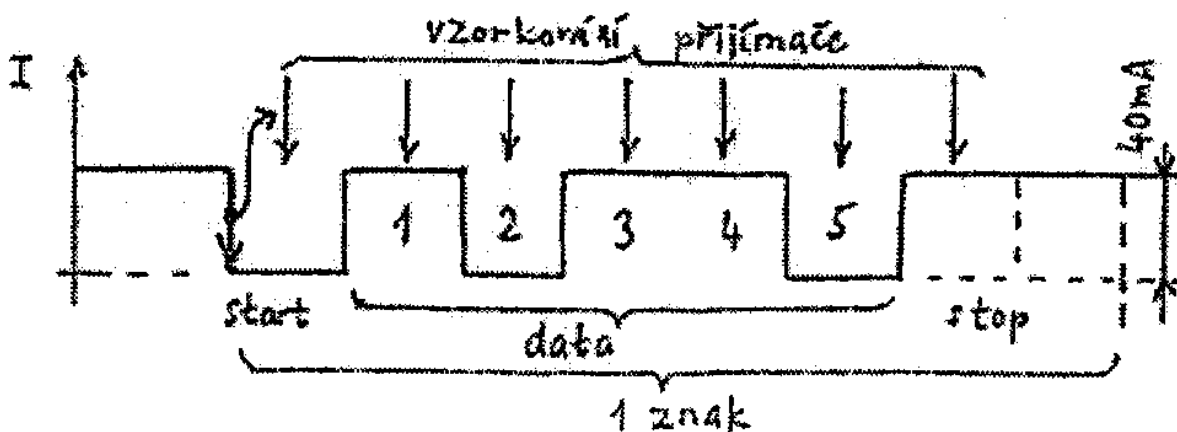 vzorkování přijímače
I
40mA
1 2 3 4 5
start
stop
data
1 znak